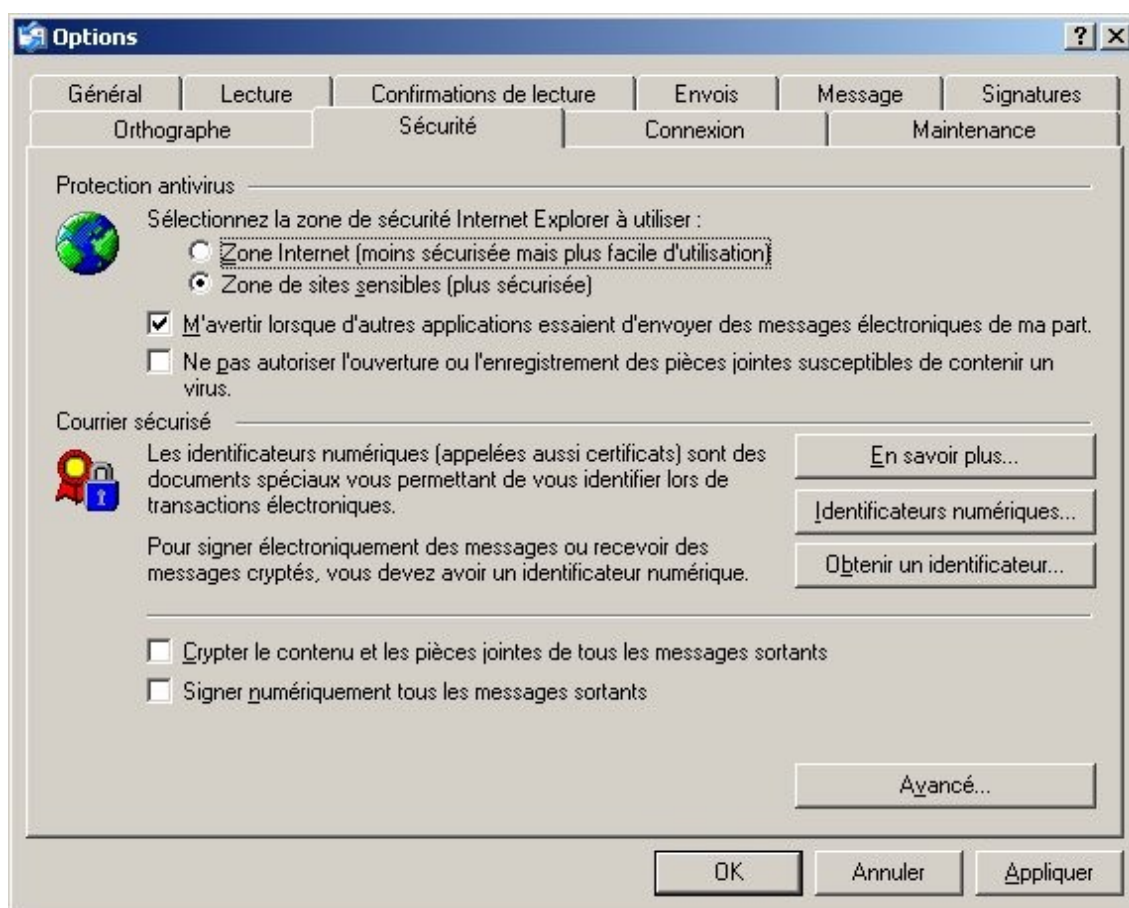 Options
Général
Lecture
Confirmations de lecture
Envois
Message
Signatures
Orthographe
Sécurité
Connexion
Maintenance
Protection antivirus
Sélectionnez la zone de sécurité Internet Explorer à utiliser :
Zone Internet (moins sécurisée mais plus facile d'utilisation)
Zone de sites sensibles (plus sécurisée)
M'avertir lorsque d'autres applications essaient d'envoyer des messages électroniques de ma part.
Ne pas autoriser l'ouverture ou l'enregistrement des pièces jointes susceptibles de contenir un
virus.
Courrier sécurisé
Les identificateurs numériques (appelées aussi certificats) sont des
documents spéciaux vous permettant de vous identifier lors de
transactions électroniques.
En savoir plus...
Identificateurs numériques...
Pour signer électroniquement des messages ou recevoir des
messages cryptés, vous devez avoir un identificateur numérique.
Obtenir un identificateur...
Crypter le contenu et les pièces jointes de tous les messages sortants
Signer numériquement tous les messages sortants
Avancé...
OK
Annuler
Appliquer